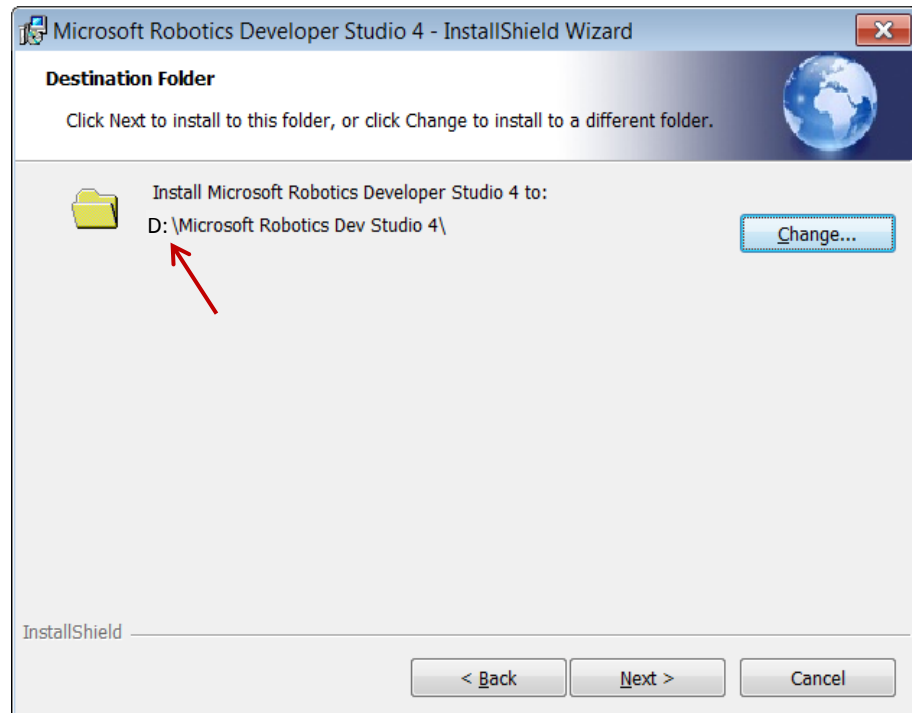 Microsoft Robotics Developer Studio 4 - InstallShield Wizard
Destination Folder
Click Next to install to this folder, or click Change to install to a different folder.
Install Microsoft Robotics Developer Studio 4 to:
D: \Microsoft Robotics Dev Studio 4\
Change...
InstallShield
< Back
Next >
Cancel